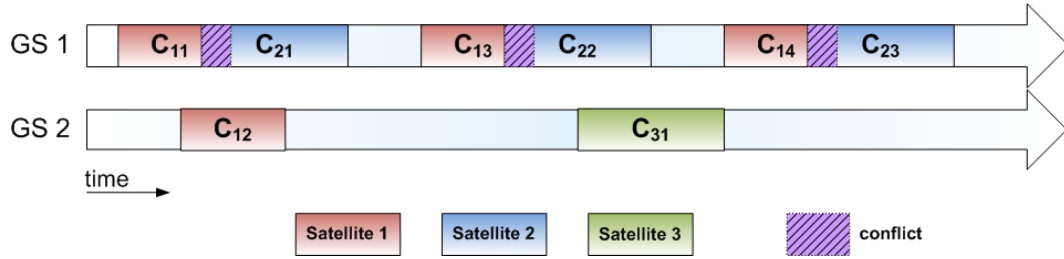 GS 1 C11 C21 C13 C22 C14 C23
GS 2 C12 C31
time
Satellite 1 Satellite 2 Satellite 3 conflict